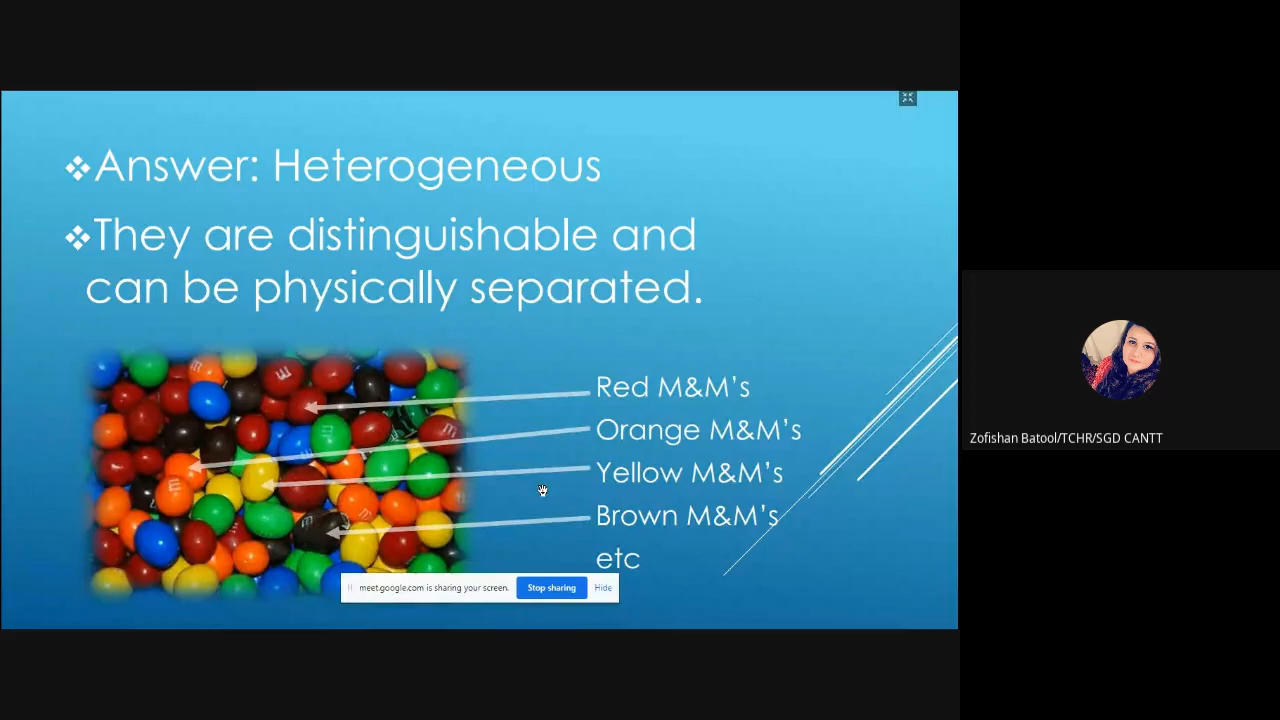 ❖Answer: Heterogeneous
❖They are distinguishable and
can be physically separated.
Red M&M’s
Orange M&M’s
Yellow M&M’s
Brown M&M’s
etc
meet.google.com is sharing your screen. Stop sharing Hide
Zofishan Batool/TCHR/SGD CANTT